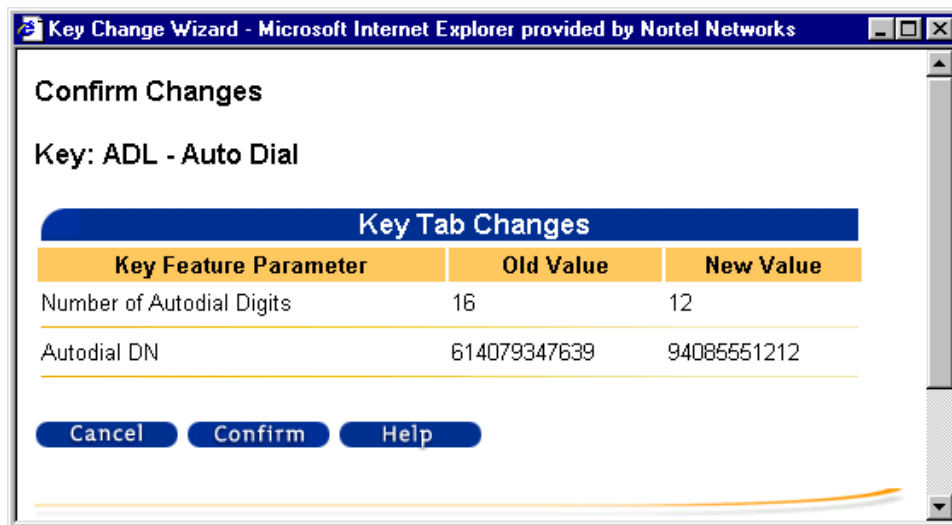 Key Change Wizard - Microsoft Internet Explorer provided by Nortel Networks
Confirm Changes
Key: ADL - Auto Dial
Key Tab Changes
Key Feature Parameter Old Value New Value
Number of Autodial Digits 16 12
Autodial DN 614079347639 94085551212
Cancel Confirm Help